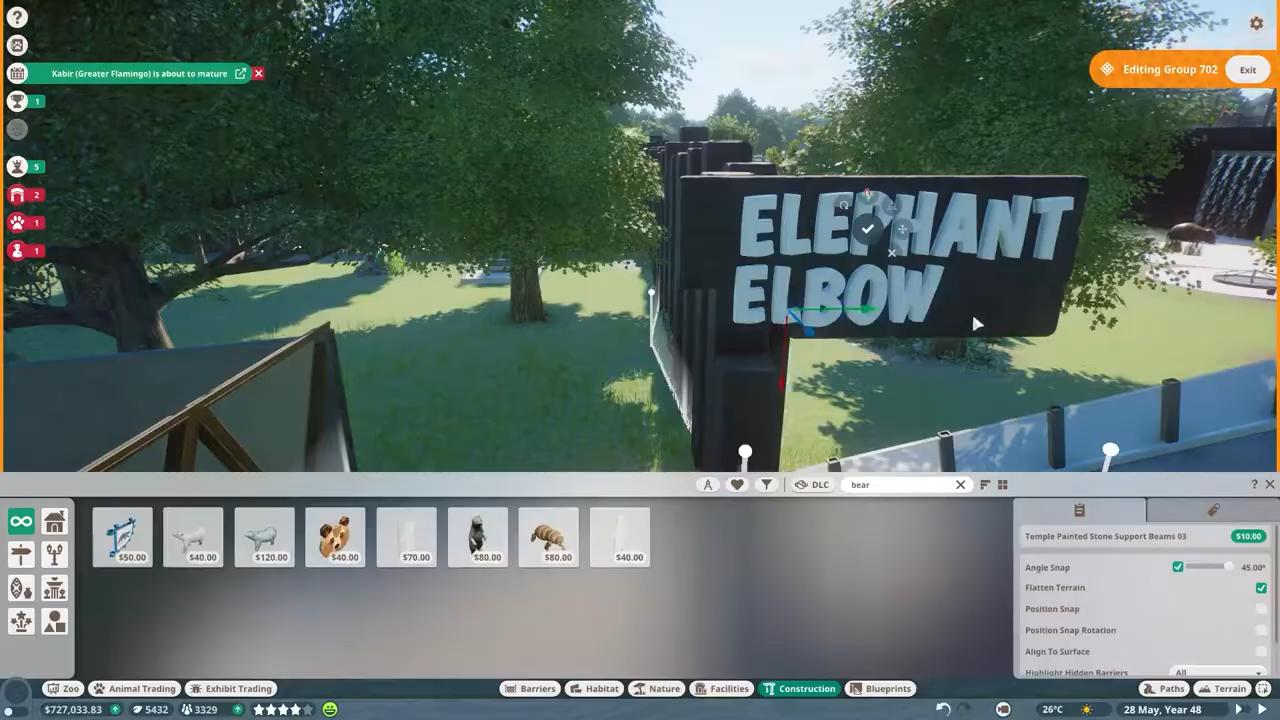 ?
Kabir (Greater Flamingo) is about to mature
Editing Group 702
Exit
1
5
2
1
1
ELEPHANT
ELBOW
DLC
bear
?
$50.00
$40.00
$120.00
$40.00
$70.00
$80.00
$80.00
$40.00
Temple Painted Stone Support Beams 03
$10.00
Angle Snap
45.00°
Flatten Terrain
Position Snap
Position Snap Rotation
Align To Surface
Highlight Hidden Barriers
All
Zoo
Animal Trading
Exhibit Trading
Barriers
Habitat
Nature
Facilities
Construction
Blueprints
Paths
Terrain
$727,033.83
5432
3329
26°C
28 May, Year 48